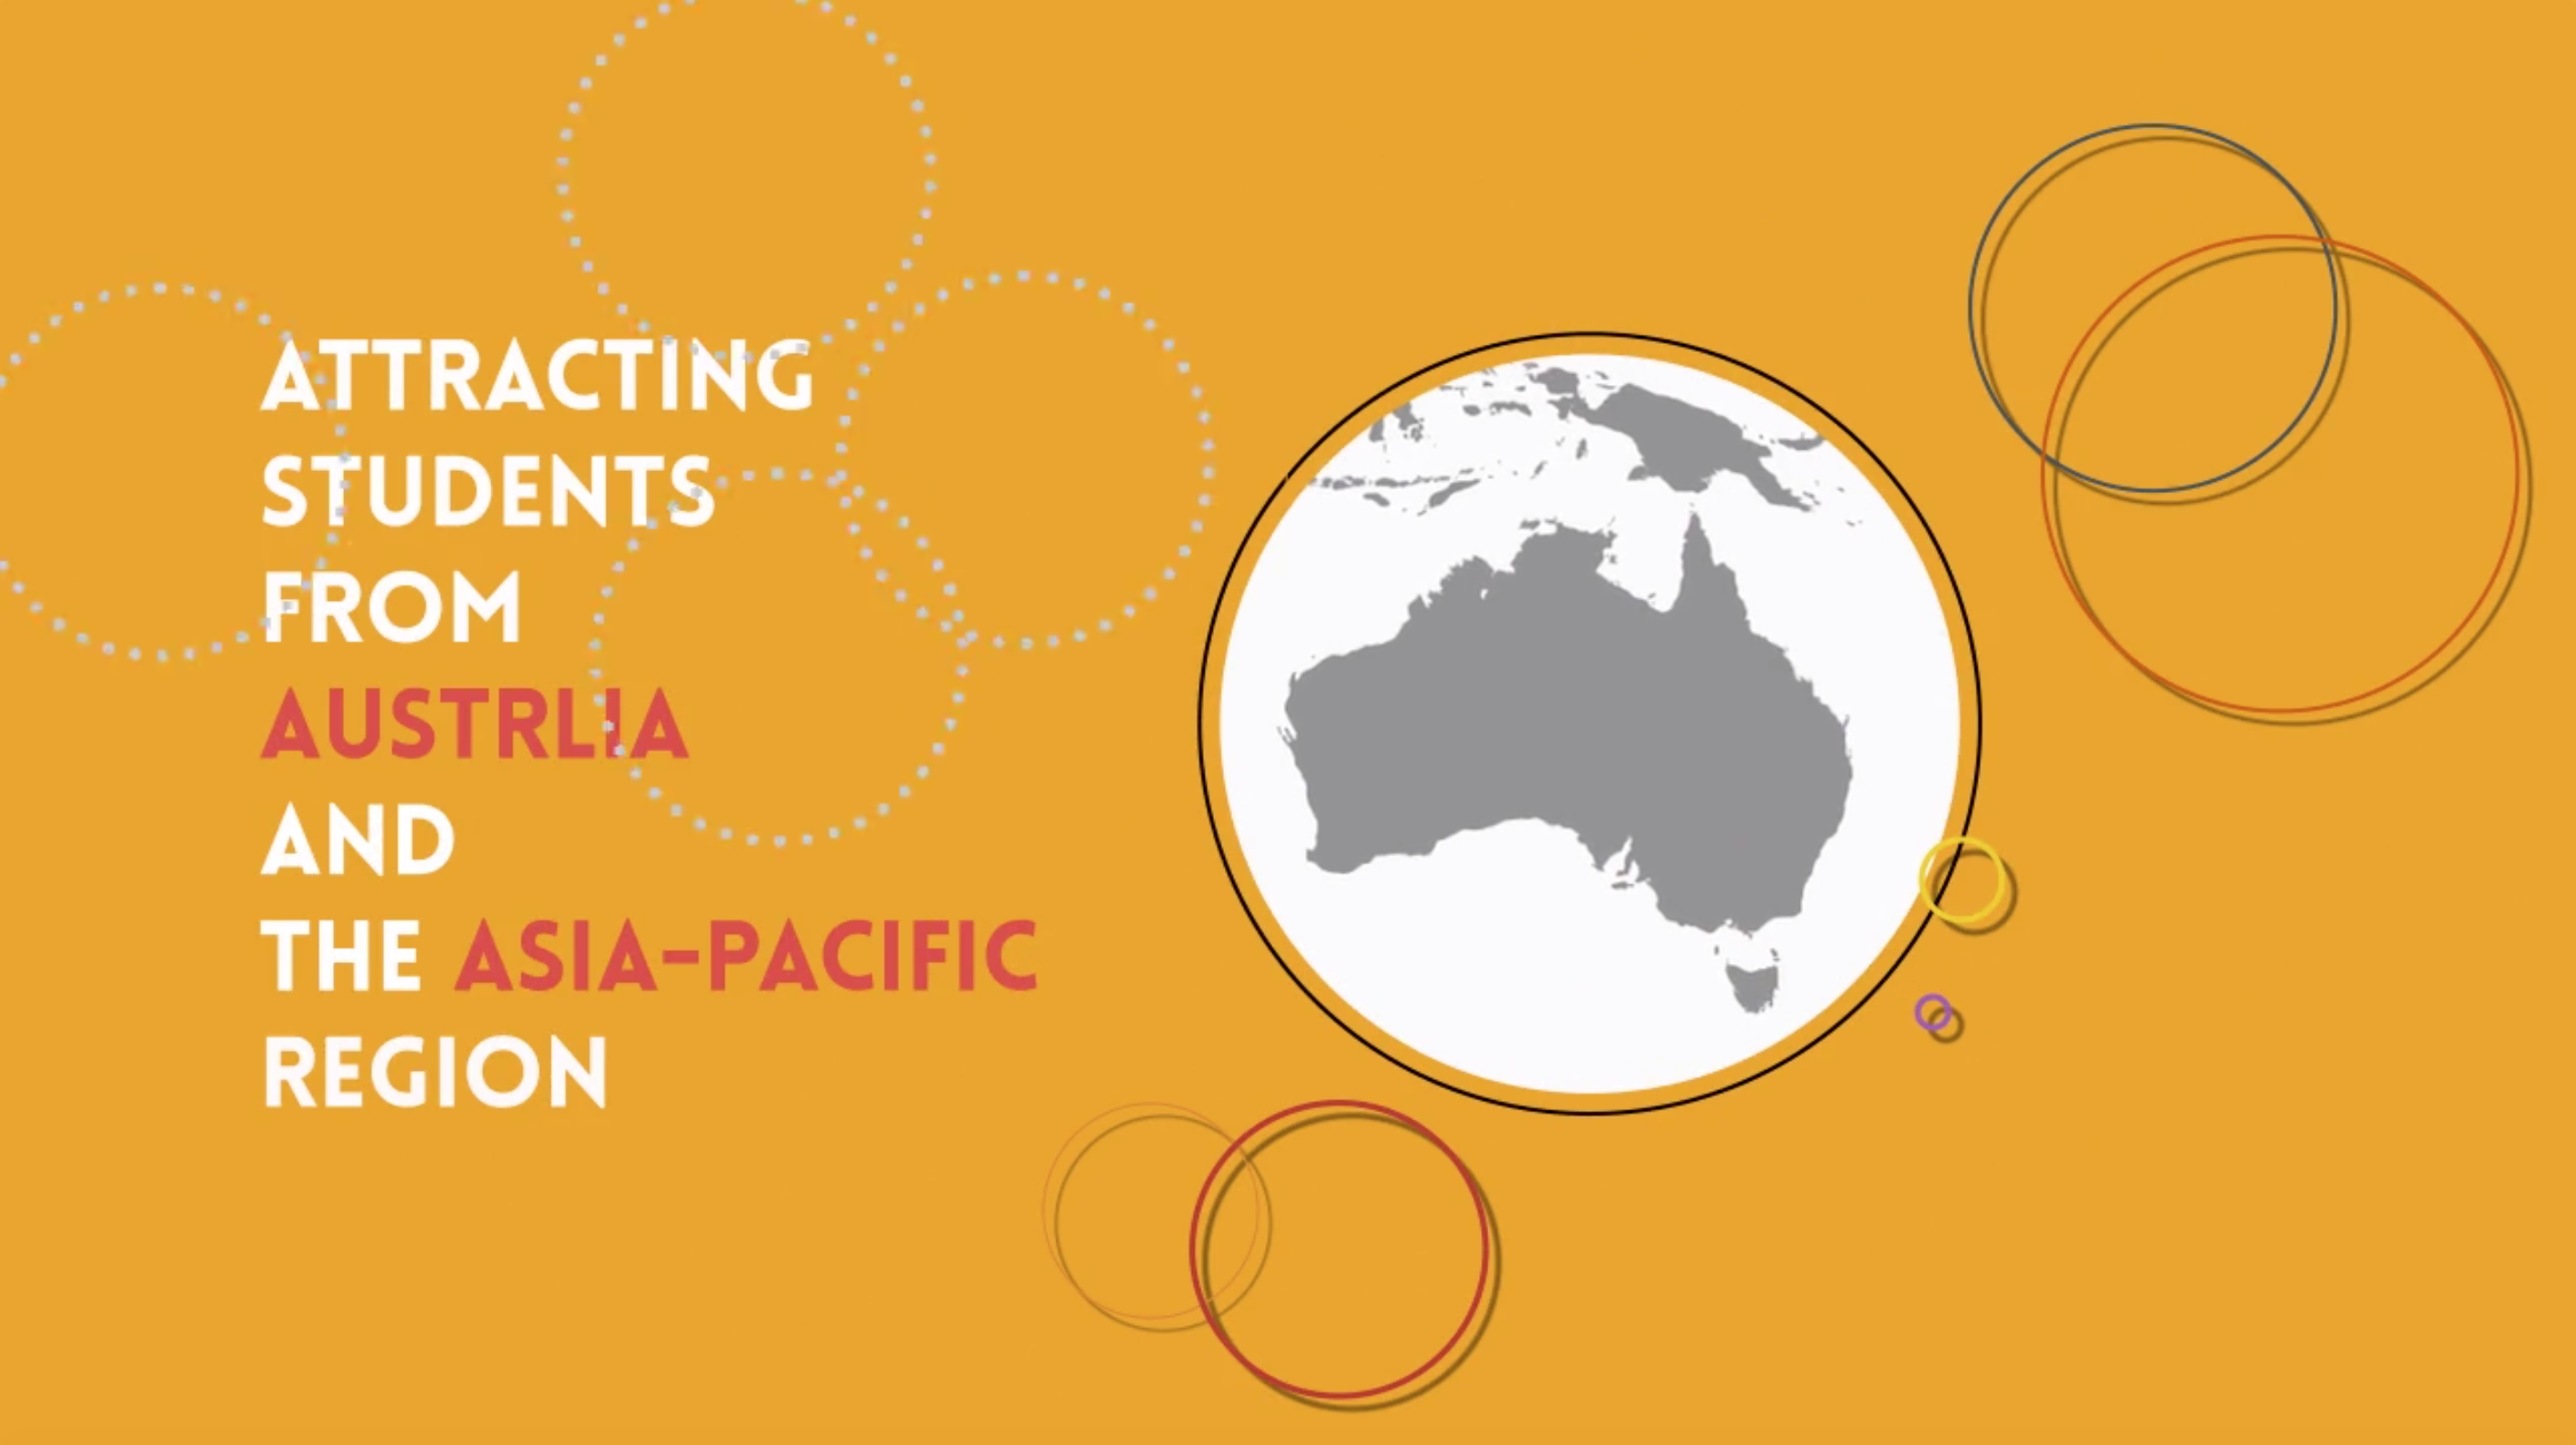 ATTRACTING
STUDENTS
FROM
AUSTRLIA
AND
THE ASIA-PACIFIC
REGION